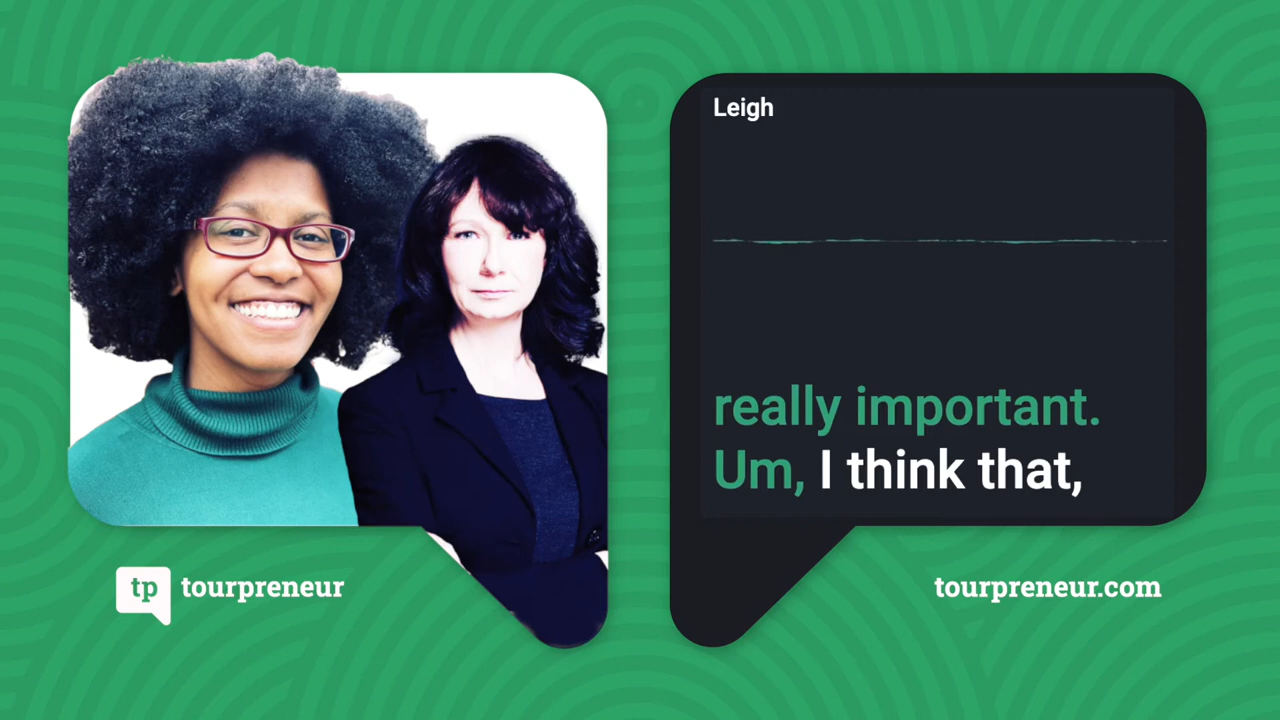 Leigh
really important.
Um, I think that,
tp tourpreneur
tourpreneur.com